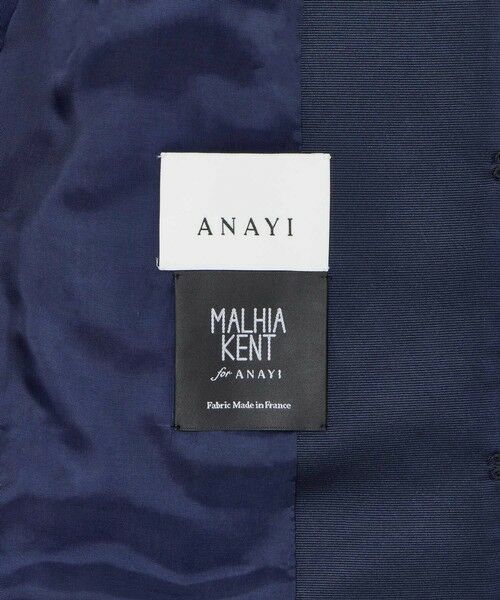 ANAYI
MALHIA
KENT
for ANAYI
Fabric Made in France